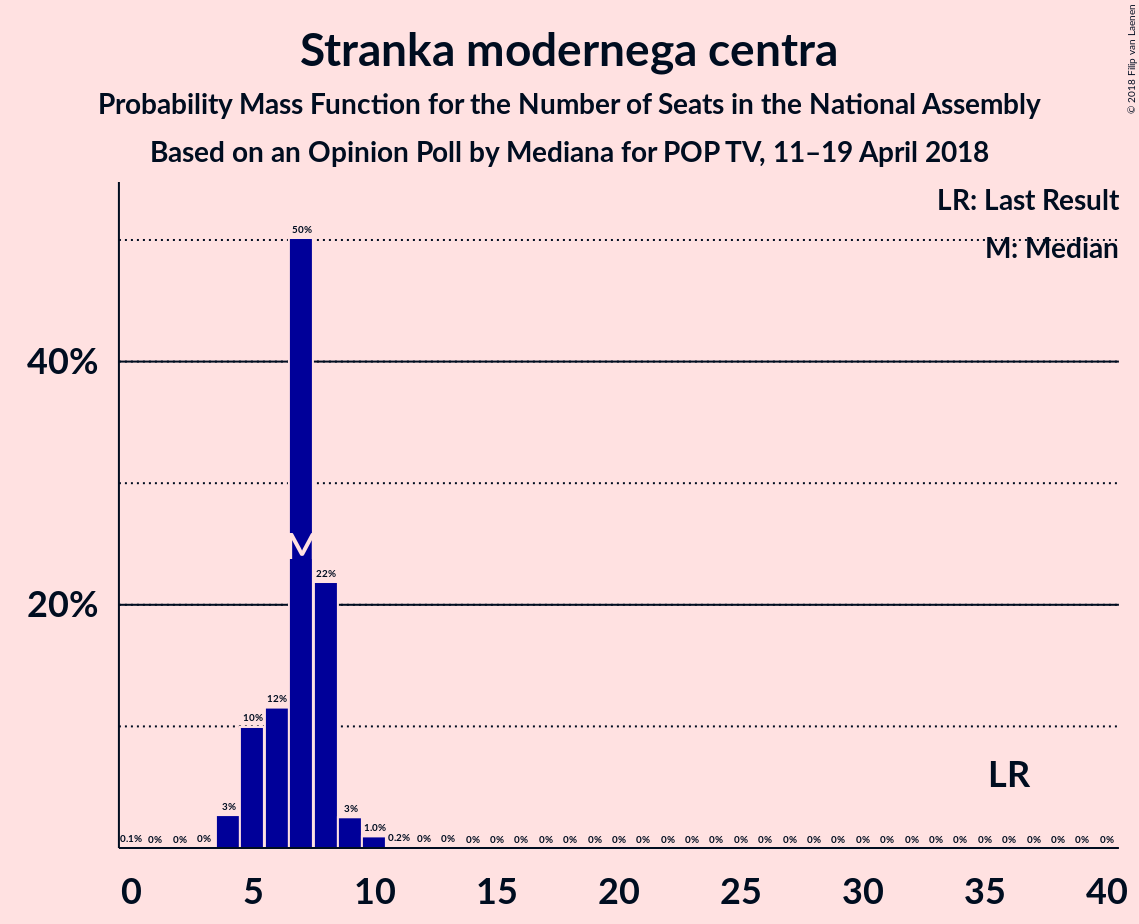 Stranka modernega centra
Probability Mass Function for the Number of Seats in the National Assembly
Based on an Opinion Poll by Mediana for POP TV, 11–19 April 2018
© 2018 Filip van Laenen
LR: Last Result
M: Median
50%
40%
M
22%
20%
12%
10%
LR
3% 3%
1.0%
0.1% 0% 0% 0% 0.2% 0% 0% 0% 0% 0% 0% 0% 0% 0% 0% 0% 0% 0% 0% 0% 0% 0% 0% 0% 0% 0% 0% 0% 0% 0% 0% 0% 0% 0%
0 5 10 15 20 25 30 35 40